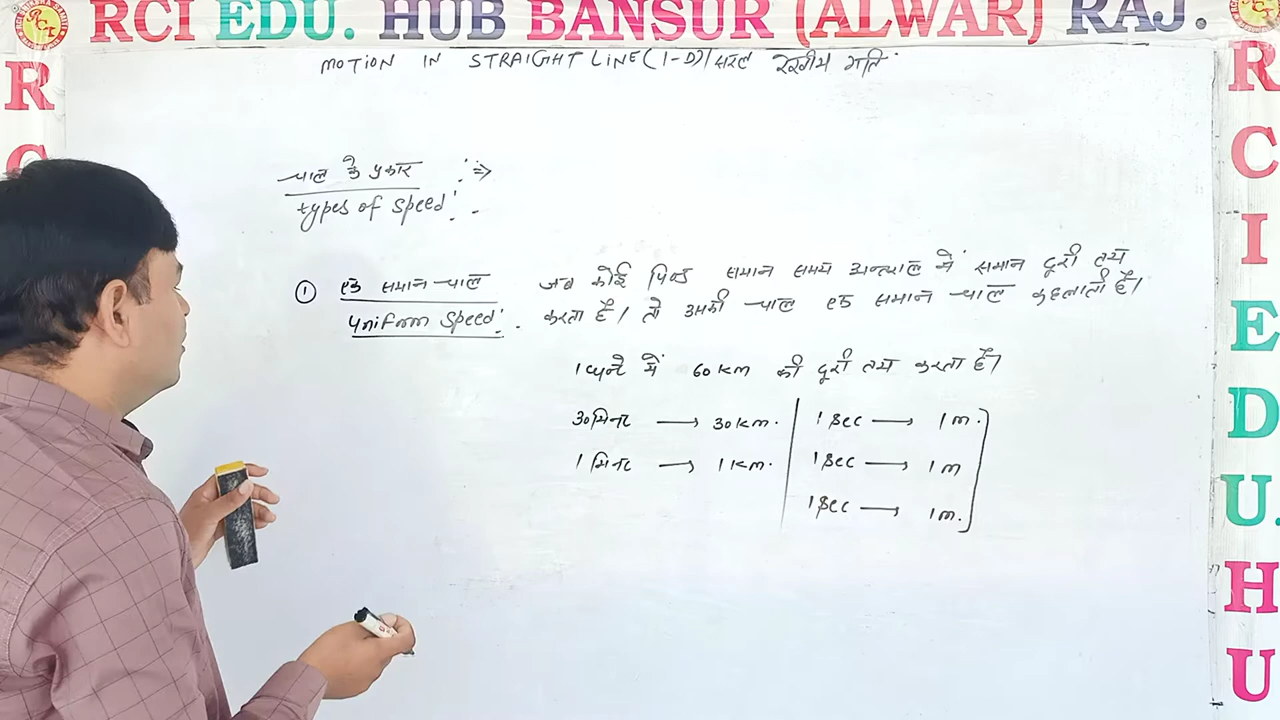 RCI EDU. HUB BANSUR (ALWAR) RAJ.
MOTION IN STRAIGHT LINE (1-D) / सरल रेखीय गति
चाल के प्रकार :⇒
types of speed :-
① एक समान चाल जब कोई पिण्ड समान समय अन्तराल में समान दूरी तय
uniform speed :. करता है। तो उसकी चाल एक समान चाल कहलाती है।
1 घण्टे में 60 km की दूरी तय करता है।
30 मिनट → 30 km. 1 sec → 1 m.
1 मिनट → 1 km. 1 sec → 1 m
1 sec → 1 m.
R
C
R
C
I
E
D
U.
H
U